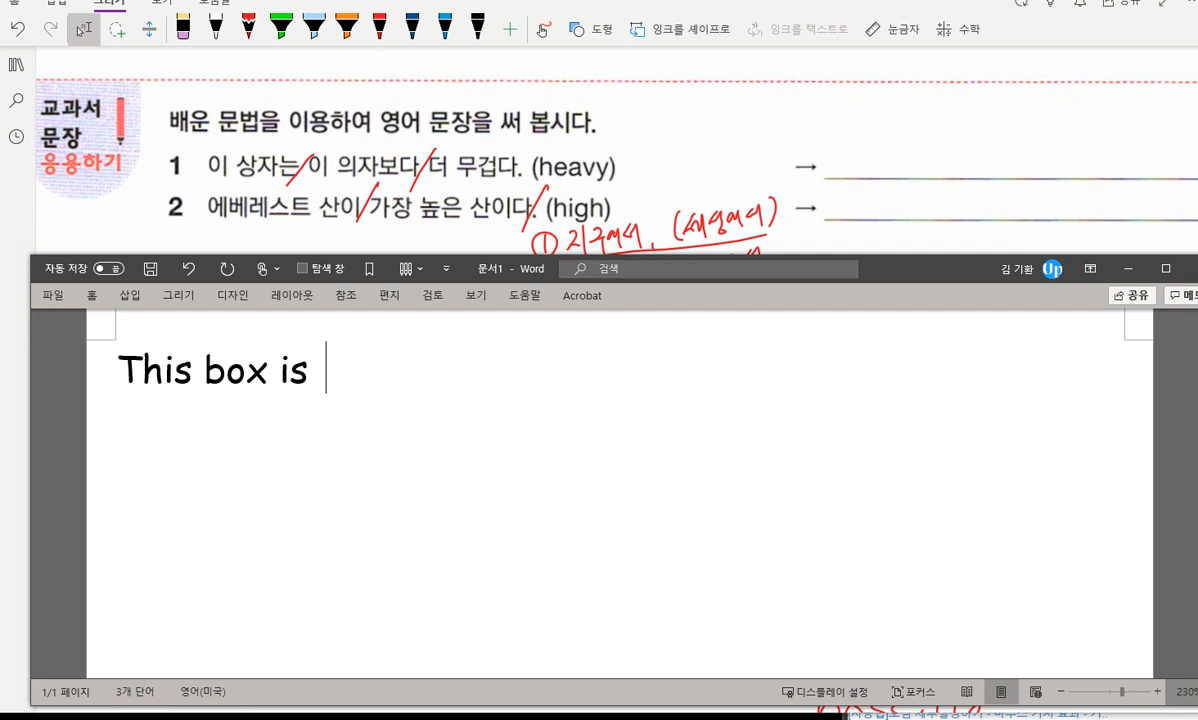 도형
잉크를 셰이프로
잉크를 텍스트로
눈금자
수학
교과서
문장
응용하기
배운 문법을 이용하여 영어 문장을 써 봅시다.
1 이 상자는 이 의자보다 더 무겁다. (heavy) →
2 에베레스트 산이 가장 높은 산이다. (high) →
① 지구에서, (세상에서)
자동 저장 끔 탐색 창 문서1 - Word 검색 김 기환 Up
파일 홈 삽입 그리기 디자인 레이아웃 참조 편지 검토 보기 도움말 Acrobat 공유 메
This box is
1/1 페이지 3개 단어 영어(미국) 디스플레이 설정 포커스 230%